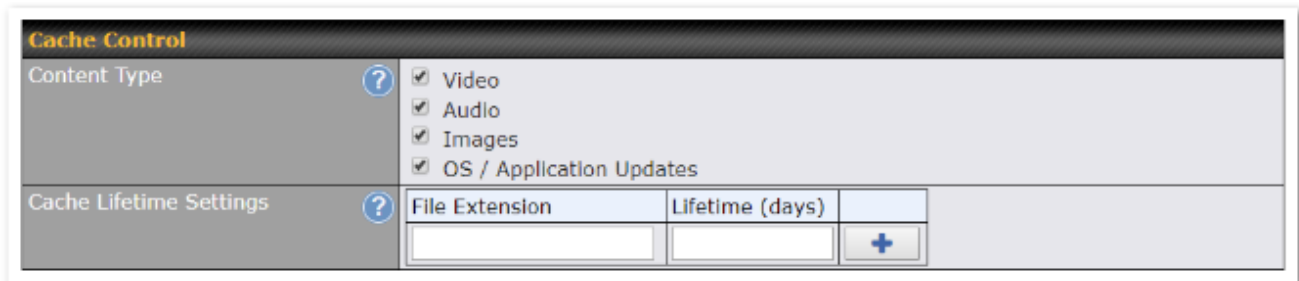 Cache Control
Content Type ?
Video
Audio
Images
OS / Application Updates
Cache Lifetime Settings ?
File Extension Lifetime (days)